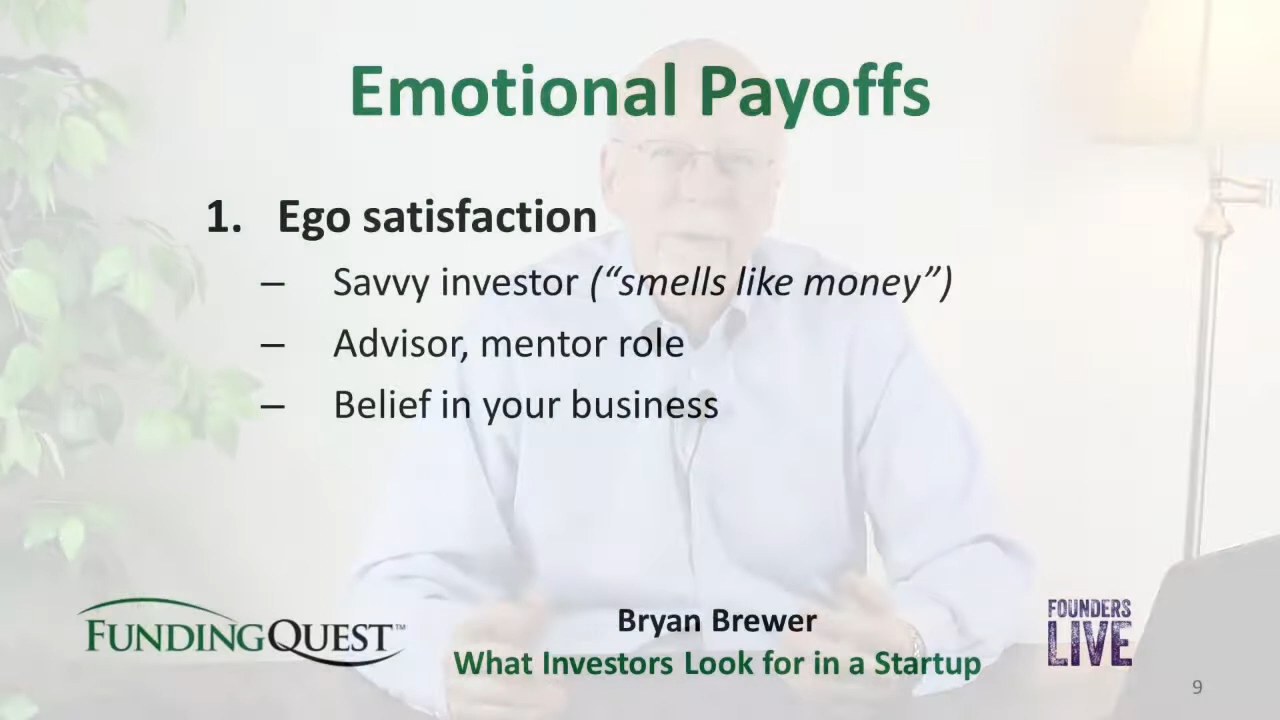 Emotional Payoffs
1. Ego satisfaction
– Savvy investor (“smells like money”)
– Advisor, mentor role
– Belief in your business
FUNDINGQUEST™
Bryan Brewer
What Investors Look for in a Startup
FOUNDERS
LIVE
9